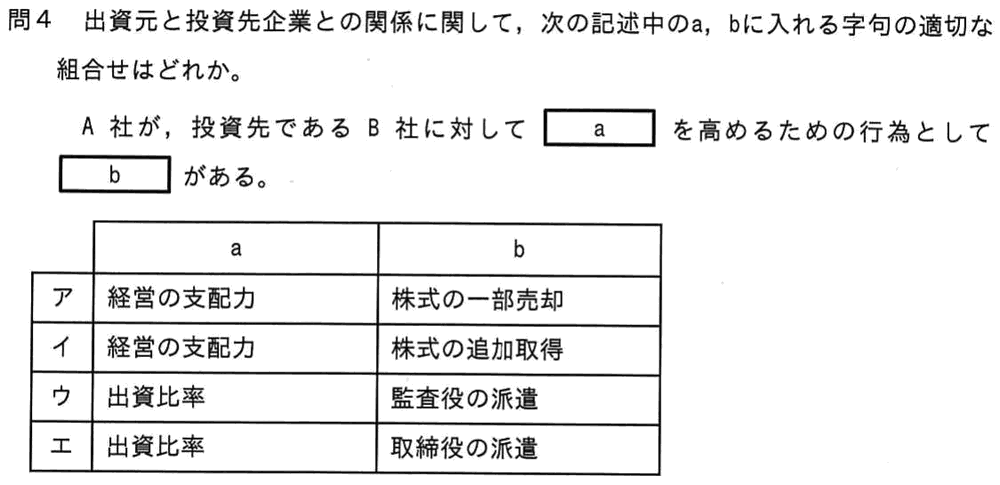 問４　出資元と投資先企業との関係に関して，次の記述中のa，bに入れる字句の適切な
組合せはどれか。
A 社が，投資先である B 社に対して a を高めるための行為として
b がある。
a b
ア 経営の支配力 株式の一部売却
イ 経営の支配力 株式の追加取得
ウ 出資比率 監査役の派遣
エ 出資比率 取締役の派遣